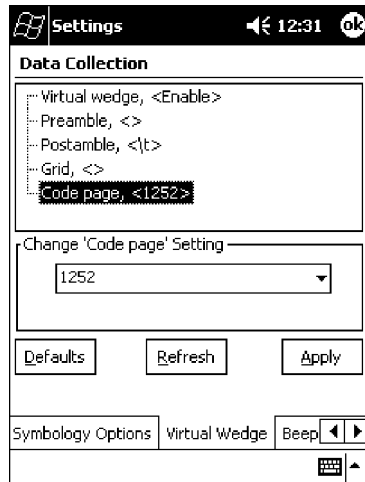 Settings 12:31 ok
Data Collection
Virtual wedge, <Enable>
Preamble, <>
Postamble, <\t>
Grid, <>
Code page, <1252>
Change 'Code page' Setting
1252
Defaults Refresh Apply
Symbology Options Virtual Wedge Beep